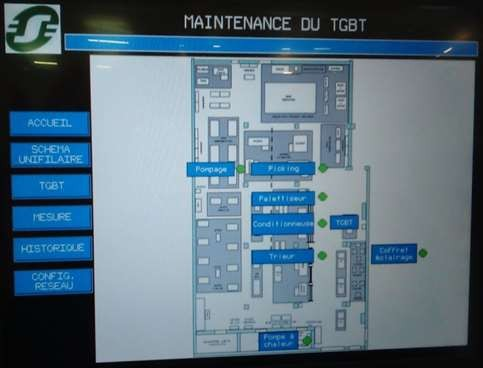 MAINTENANCE DU TGBT
ACCUEIL
SCHEMA
UNIFILAIRE
TGBT
MESURE
HISTORIQUE
CONFIG.
RESEAU
Pompage
Picking
Palettiseur
Conditionneuse
TGBT
Trieur
Coffret
éclairage
Pompe à
chaleur